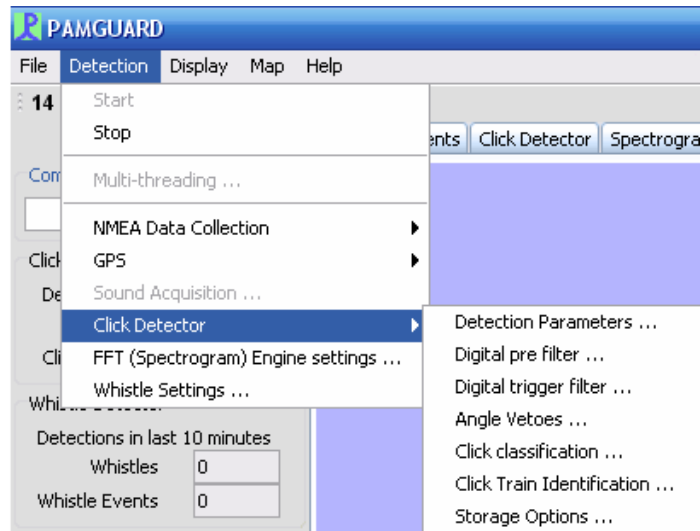 PAMGUARD
File Detection Display Map Help
14
Start
Stop
Click Detector
Multi-threading ...
NMEA Data Collection
GPS
Sound Acquisition ...
Click Detector
FFT (Spectrogram) Engine settings ...
Whistle Settings ...
Detection Parameters ...
Digital pre filter ...
Digital trigger filter ...
Angle Vetoes ...
Click classification ...
Click Train Identification ...
Storage Options ...
Detections in last 10 minutes
Whistles 0
Whistle Events 0